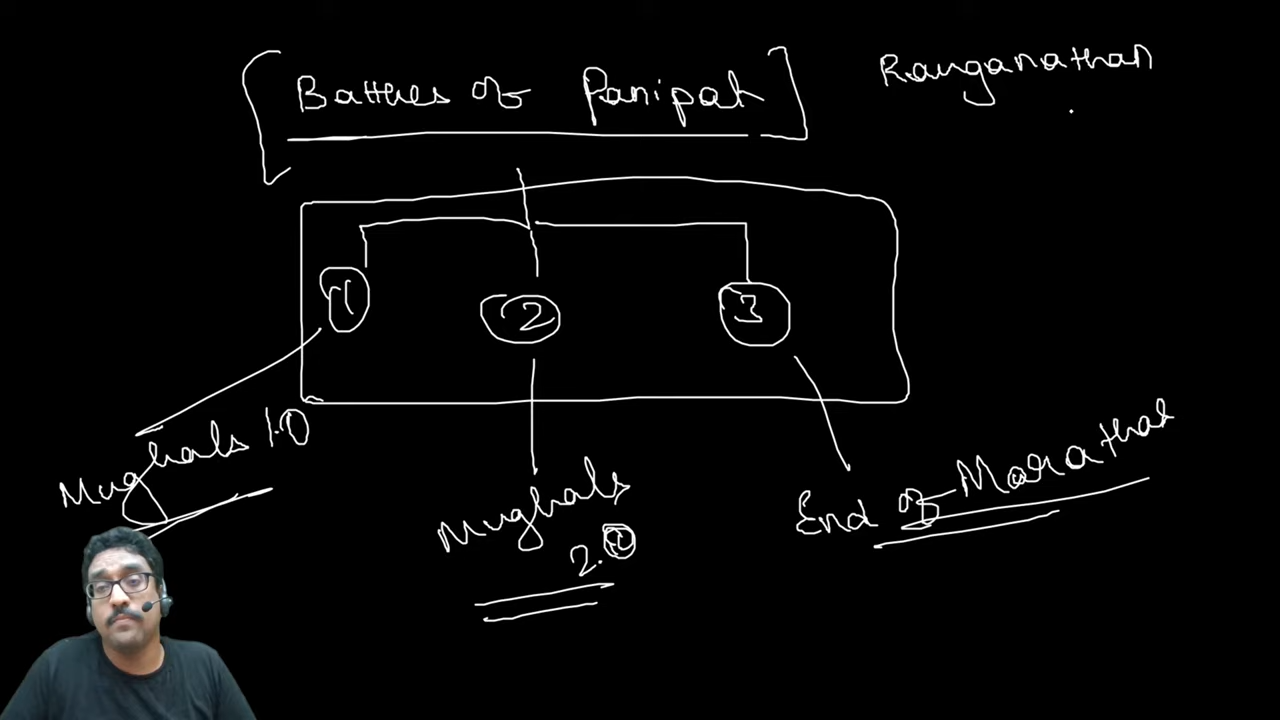 Battles of Panipat
Ranganathan
1
2
3
Mughals 1.0
Mughals
2.0
End of Marathas